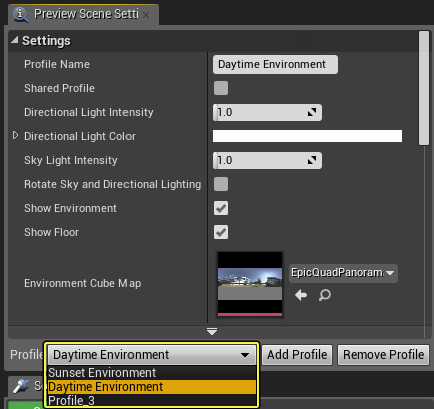 Preview Scene Setti
Settings
Profile Name Daytime Environment
Shared Profile
Directional Light Intensity 1.0
Directional Light Color
Sky Light Intensity 1.0
Rotate Sky and Directional Lighting
Show Environment
Show Floor
Environment Cube Map EpicQuadPanoram
Profile Daytime Environment Add Profile Remove Profile
Sunset Environment
Daytime Environment
Profile_3